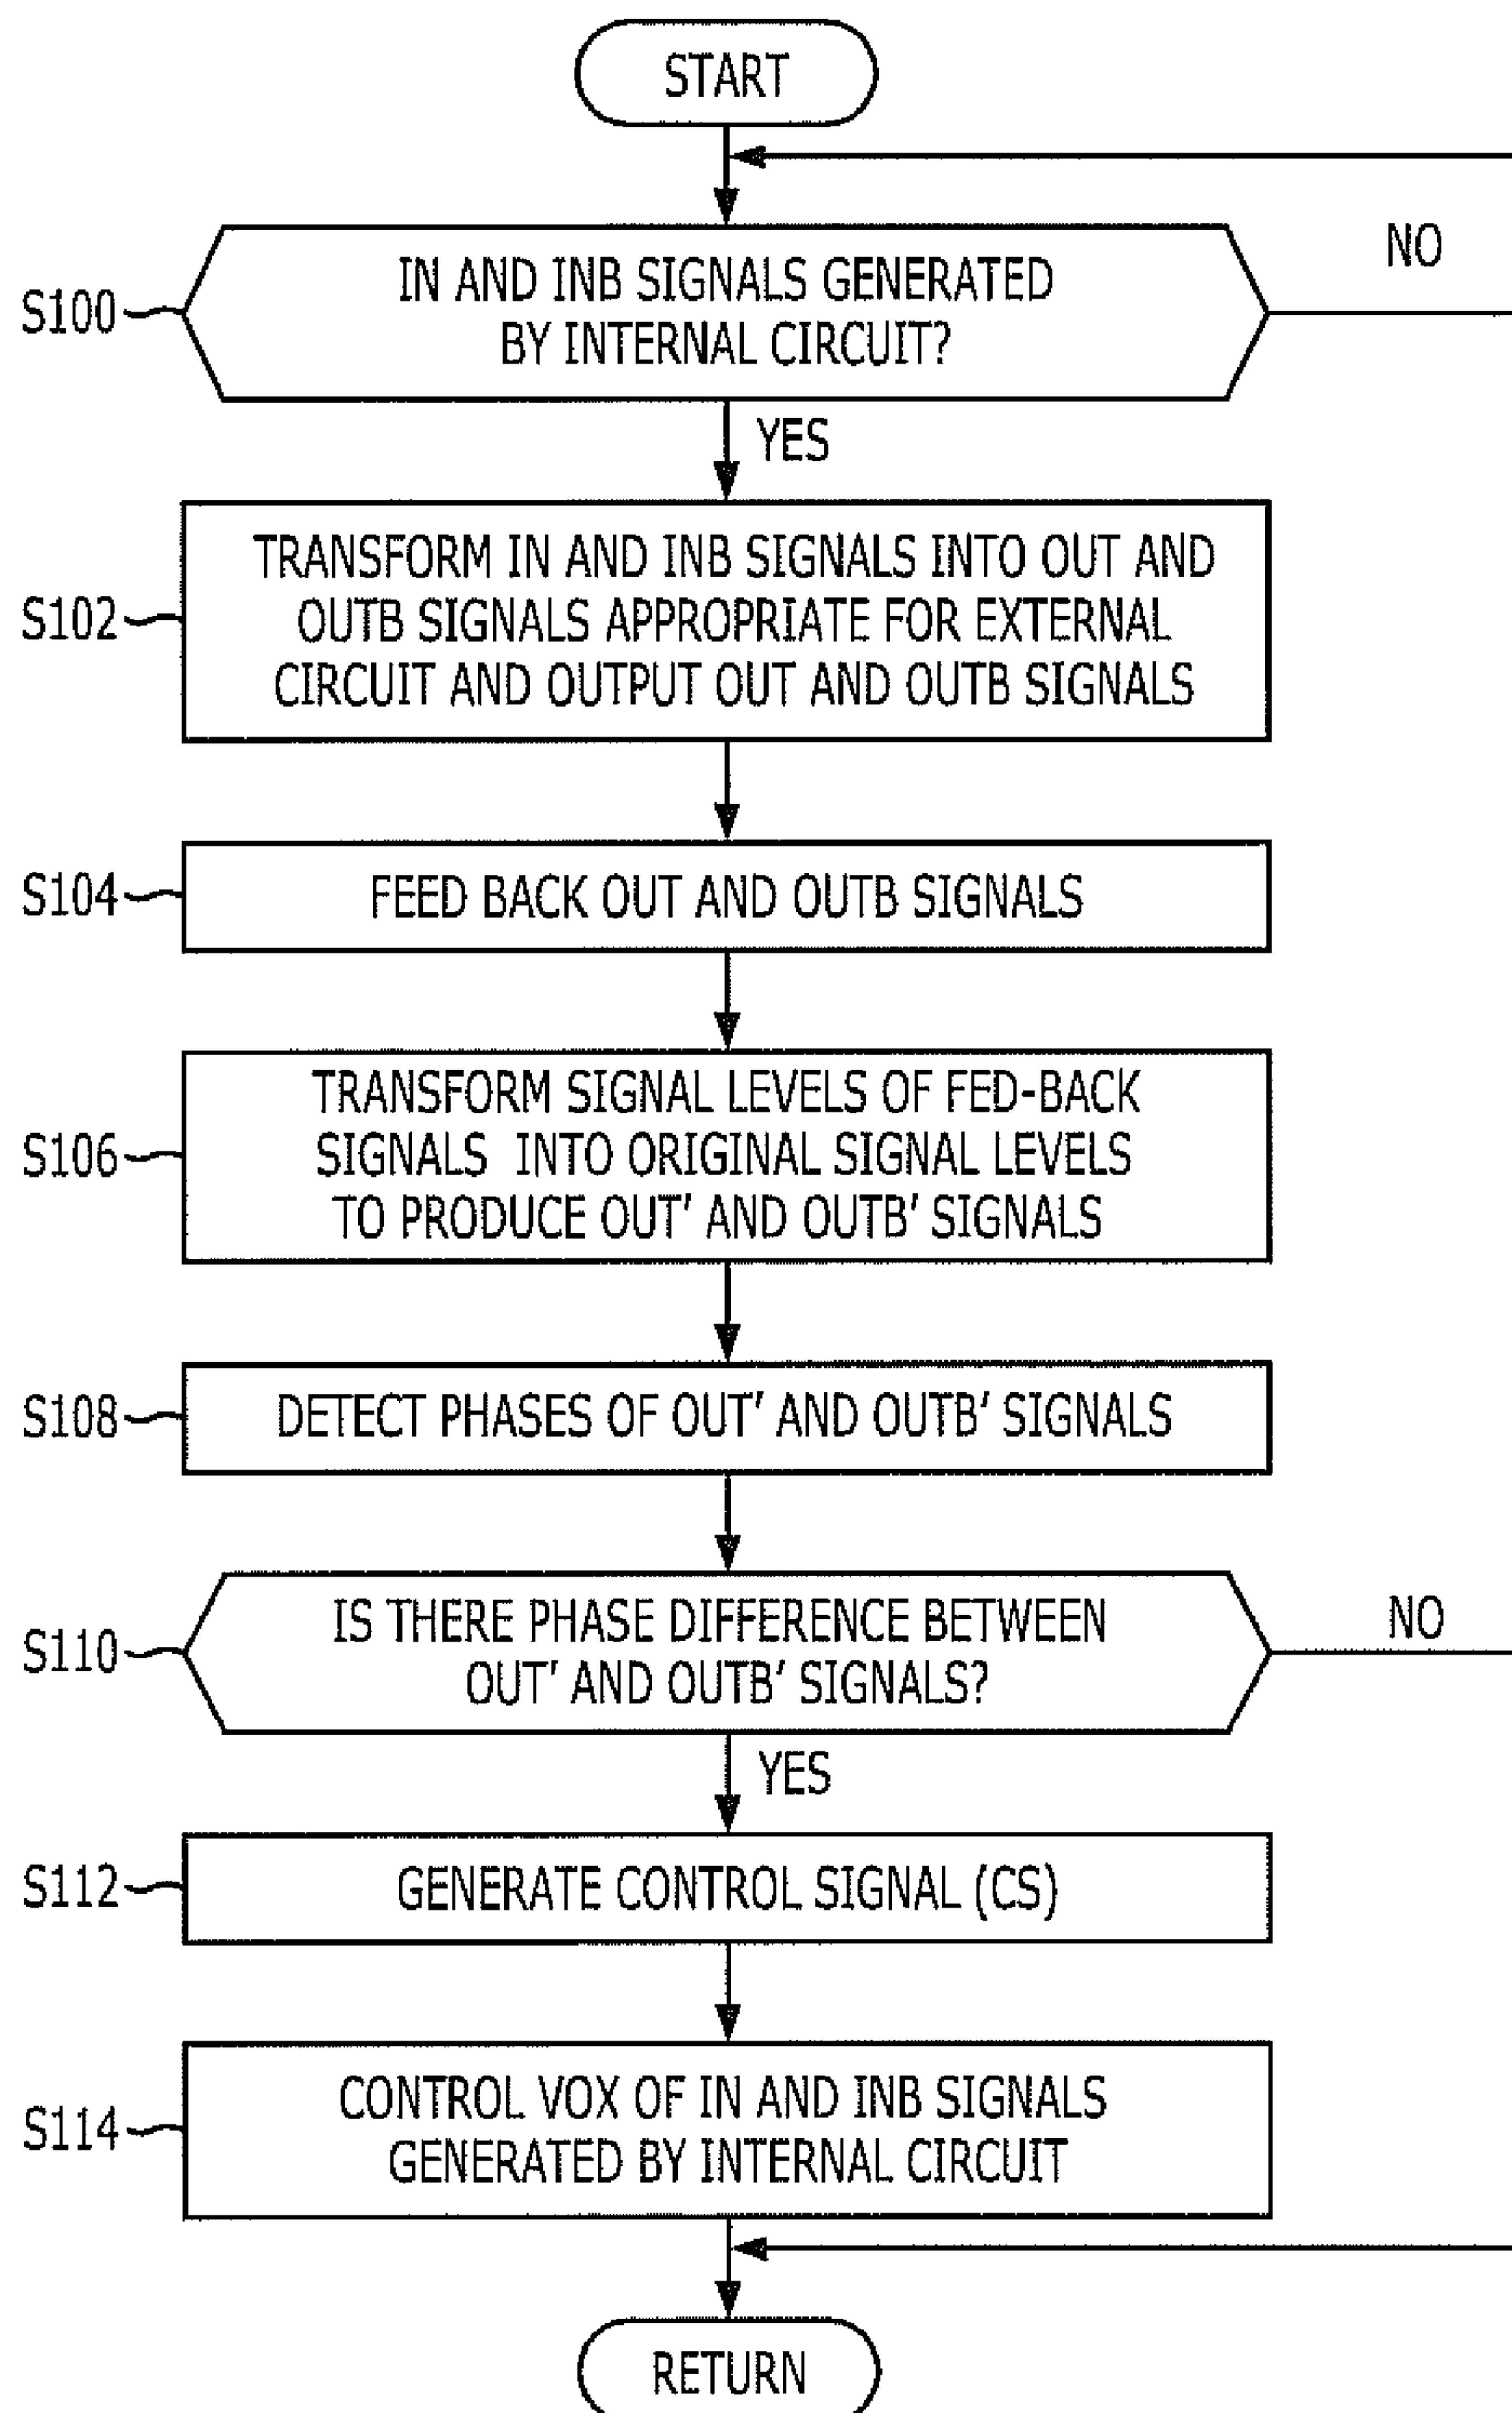 START
IN AND INB SIGNALS GENERATED
BY INTERNAL CIRCUIT?
NO
S100
YES
TRANSFORM IN AND INB SIGNALS INTO OUT AND
OUTB SIGNALS APPROPRIATE FOR EXTERNAL
CIRCUIT AND OUTPUT OUT AND OUTB SIGNALS
S102
S104
FEED BACK OUT AND OUTB SIGNALS
TRANSFORM SIGNAL LEVELS OF FED-BACK
SIGNALS INTO ORIGINAL SIGNAL LEVELS
TO PRODUCE OUT' AND OUTB' SIGNALS
S106
S108
DETECT PHASES OF OUT' AND OUTB' SIGNALS
IS THERE PHASE DIFFERENCE BETWEEN
OUT' AND OUTB' SIGNALS?
NO
S110
YES
S112
GENERATE CONTROL SIGNAL (CS)
CONTROL VOX OF IN AND INB SIGNALS
GENERATED BY INTERNAL CIRCUIT
S114
RETURN